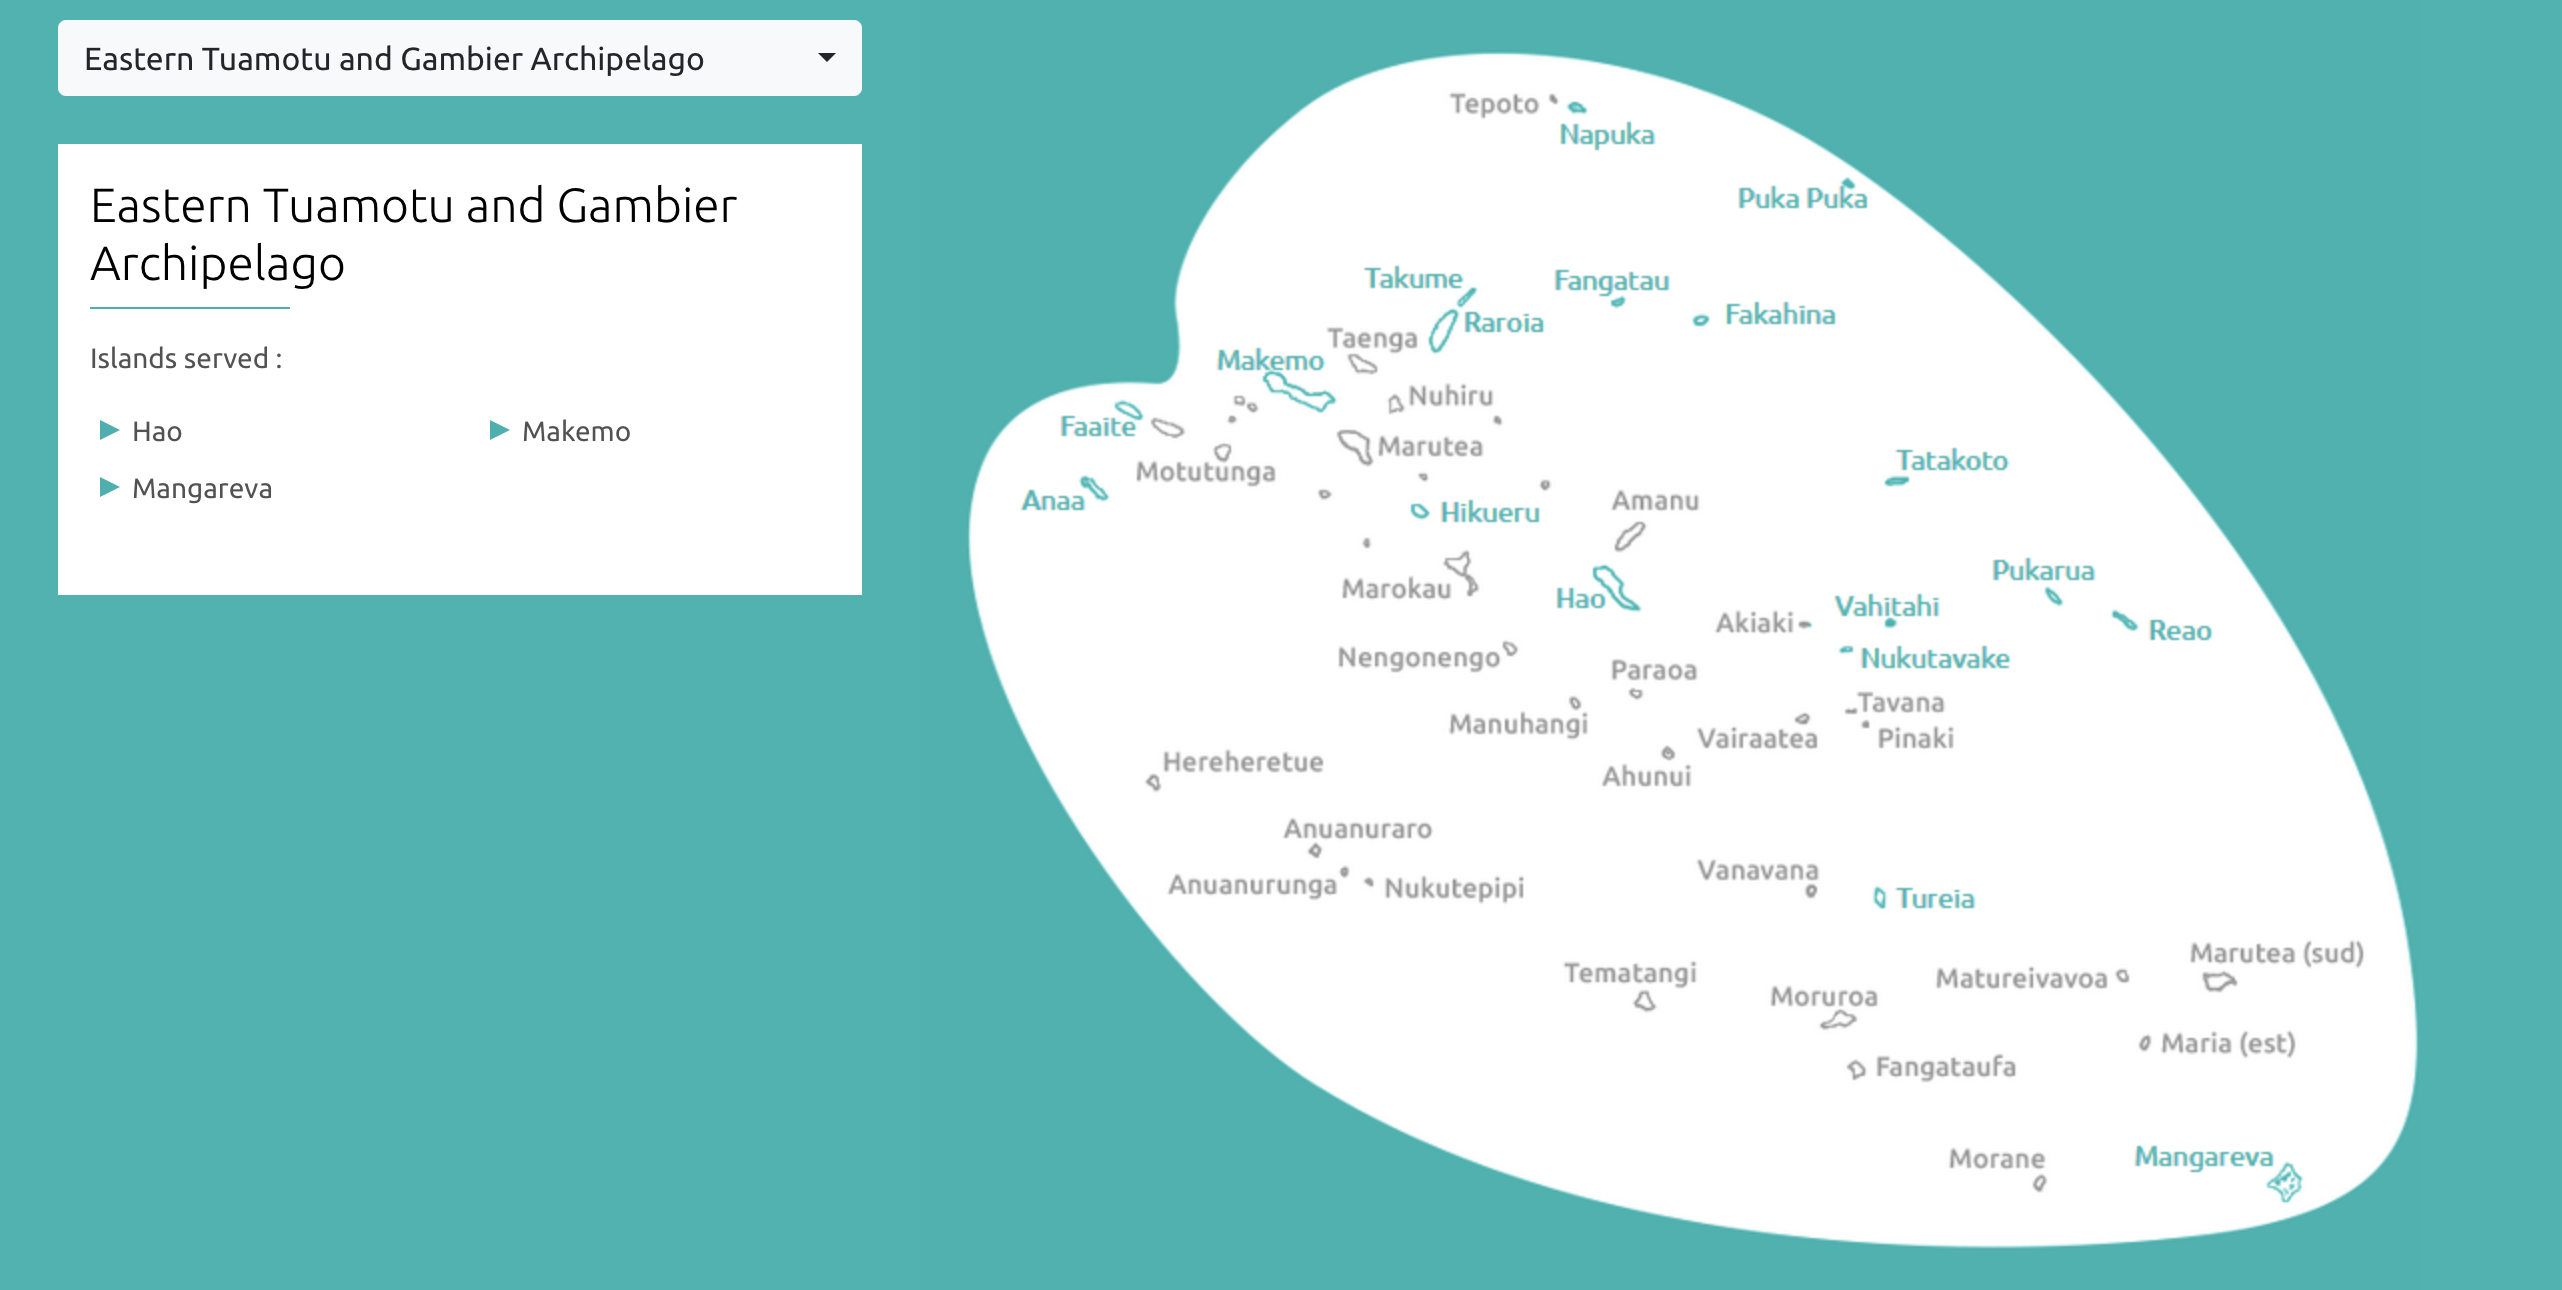 Eastern Tuamotu and Gambier Archipelago
Eastern Tuamotu and Gambier
Archipelago
Islands served :
Hao
Makemo
Mangareva
Tepoto
Napuka
Puka Puka
Takume
Fangatau
Fakahina
Raroia
Taenga
Makemo
Nuhiru
Faaite
Marutea
Motutunga
Tatakoto
Anaa
Amanu
Hikueru
Pukarua
Marokau
Hao
Vahitahi
Akiaki
Reao
Nengonengo
Nukutavake
Paraoa
Tavana
Manuhangi
Vairaatea
Pinaki
Hereheretue
Ahunui
Anuanuraro
Vanavana
Anuanurunga
Nukutepipi
Tureia
Marutea (sud)
Tematangi
Matureivavoa
Moruroa
Maria (est)
Fangataufa
Morane
Mangareva